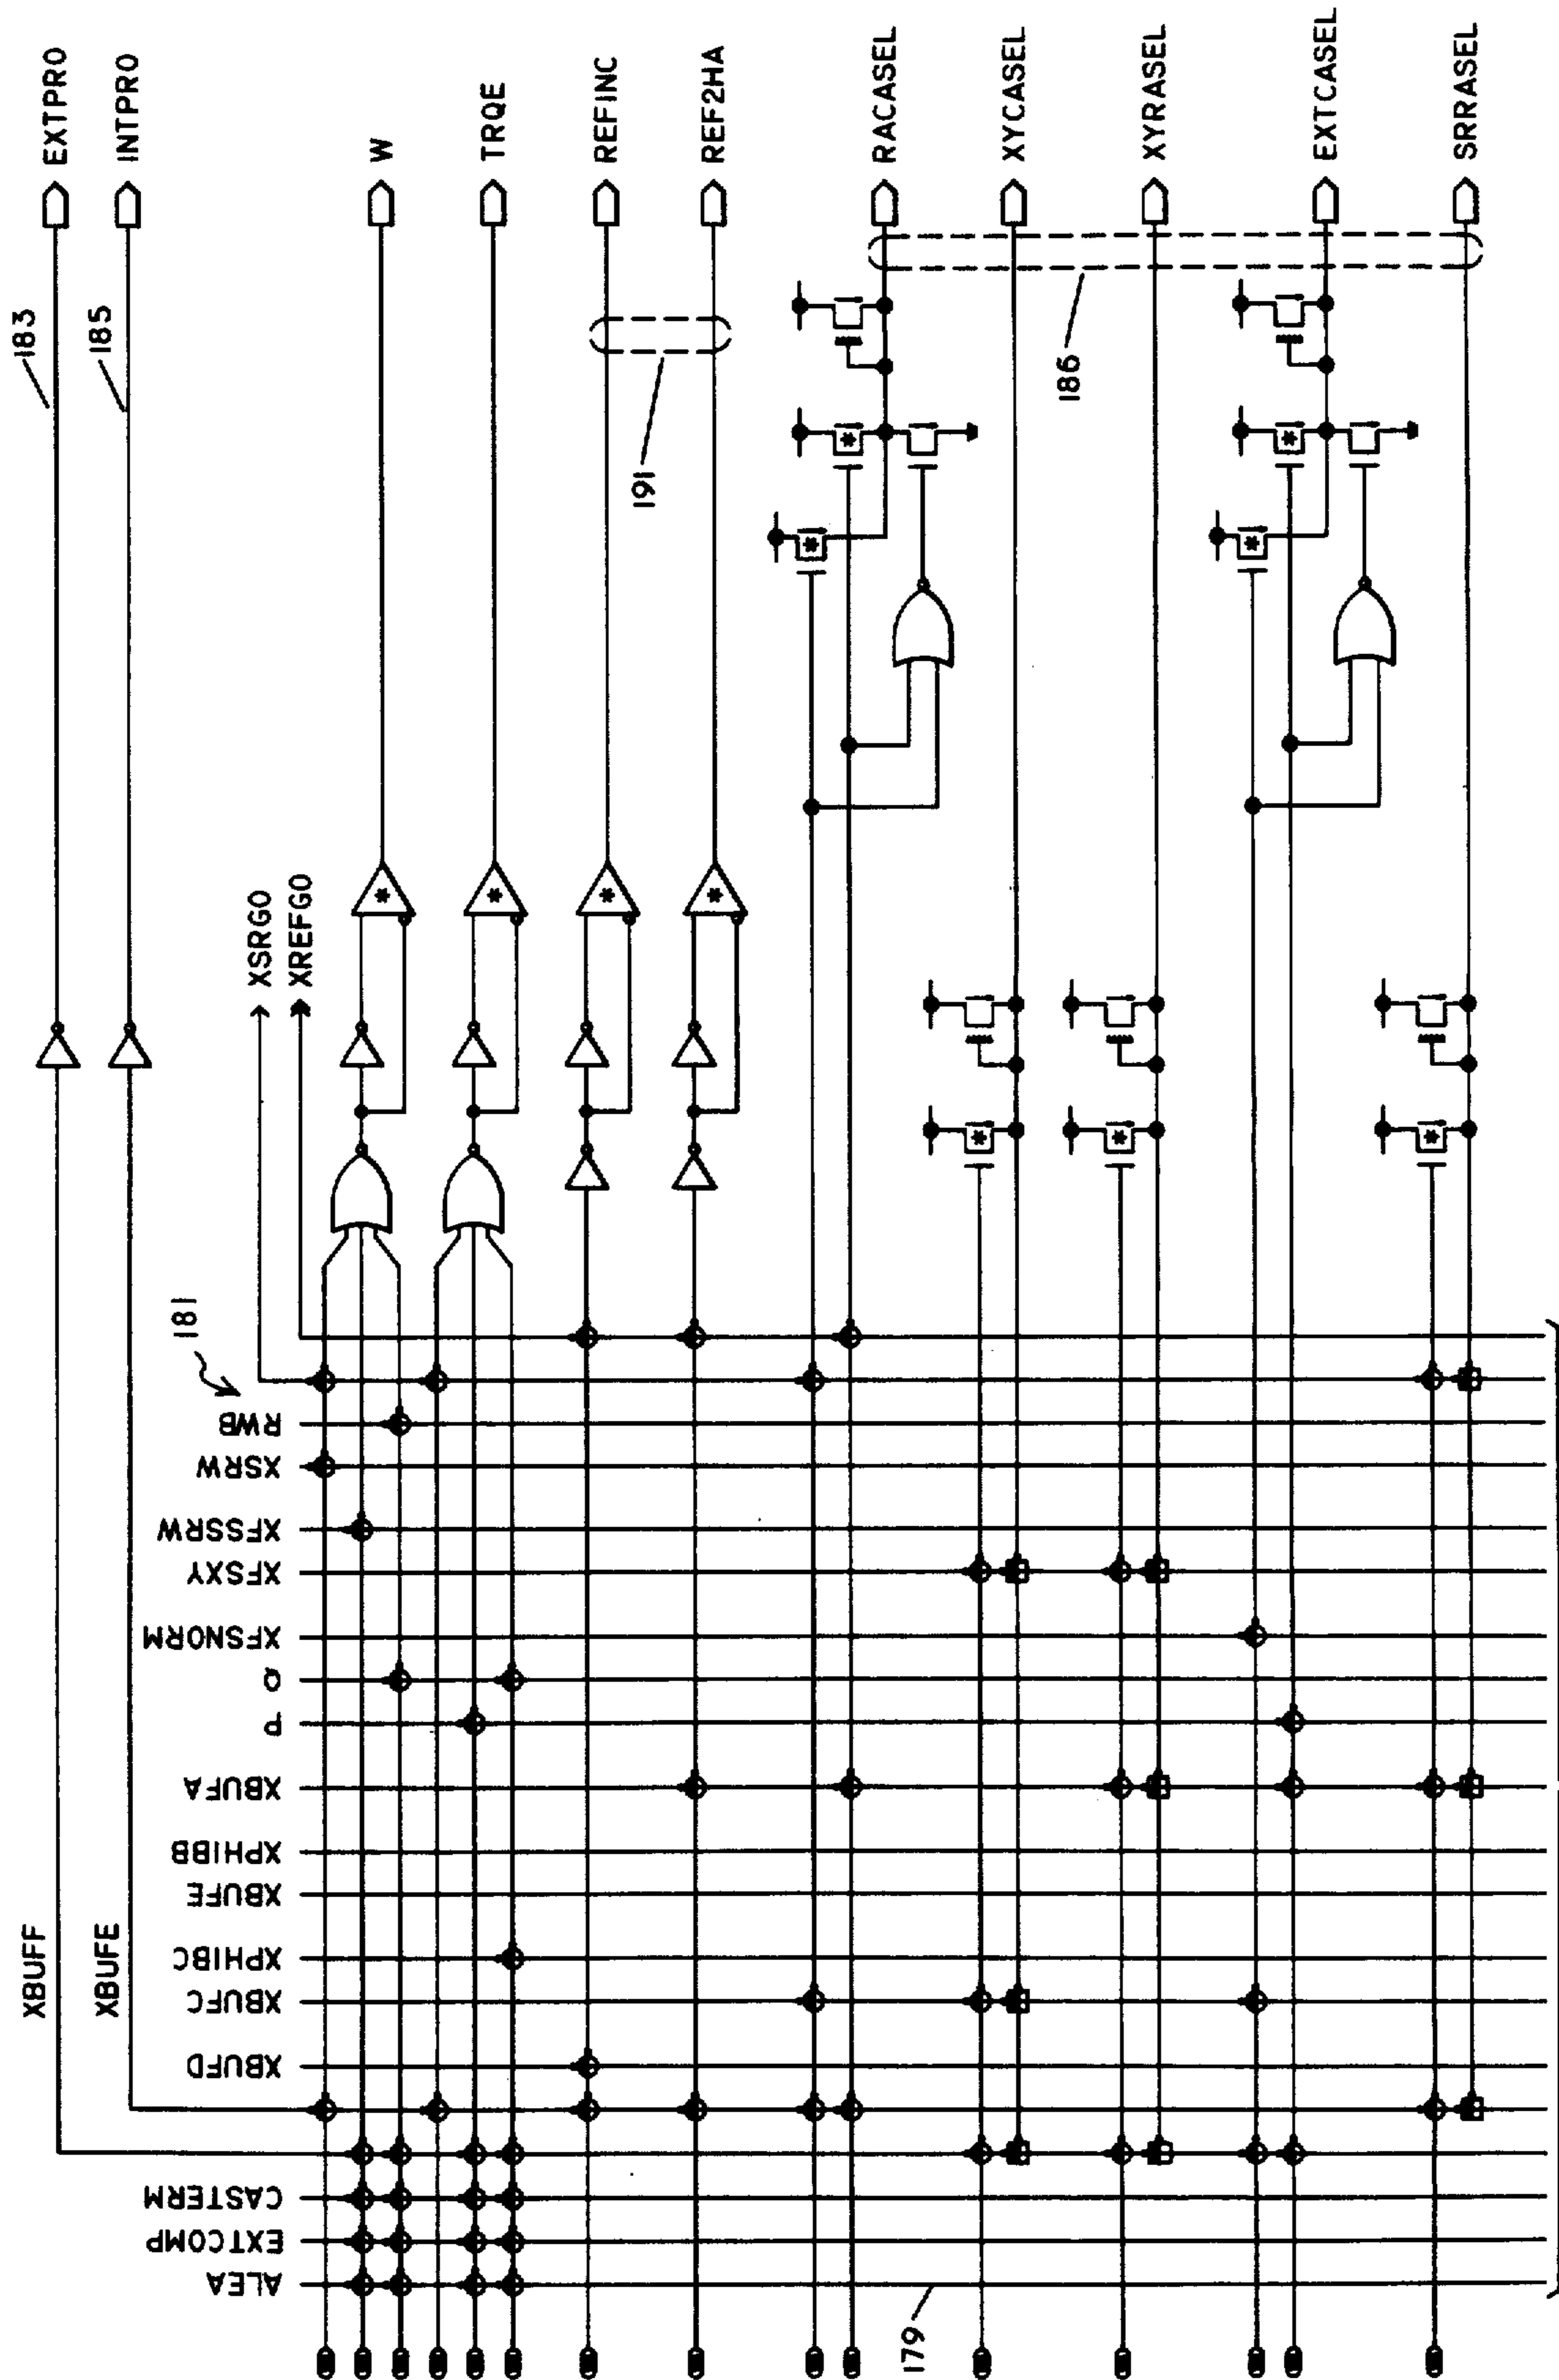 183
EXTPRO
185
INTPRO
XSRGO
XREFGO
W
*
TRQE
*
REFINC
*
REF2HA
*
191
RACASEL
*
*
XYCASEL
*
186
XYRASEL
*
EXTCASEL
*
*
SRRASEL
*
181
RWB
XSRW
XFSSRW
XFSXY
XFSNORM
Q
P
XBUFA
XPHIBB
XBUFE
XPHIBC
XBUFC
XBUFD
XBUFF
XBUFE
CASTERM
EXTCOMP
ALEA
179